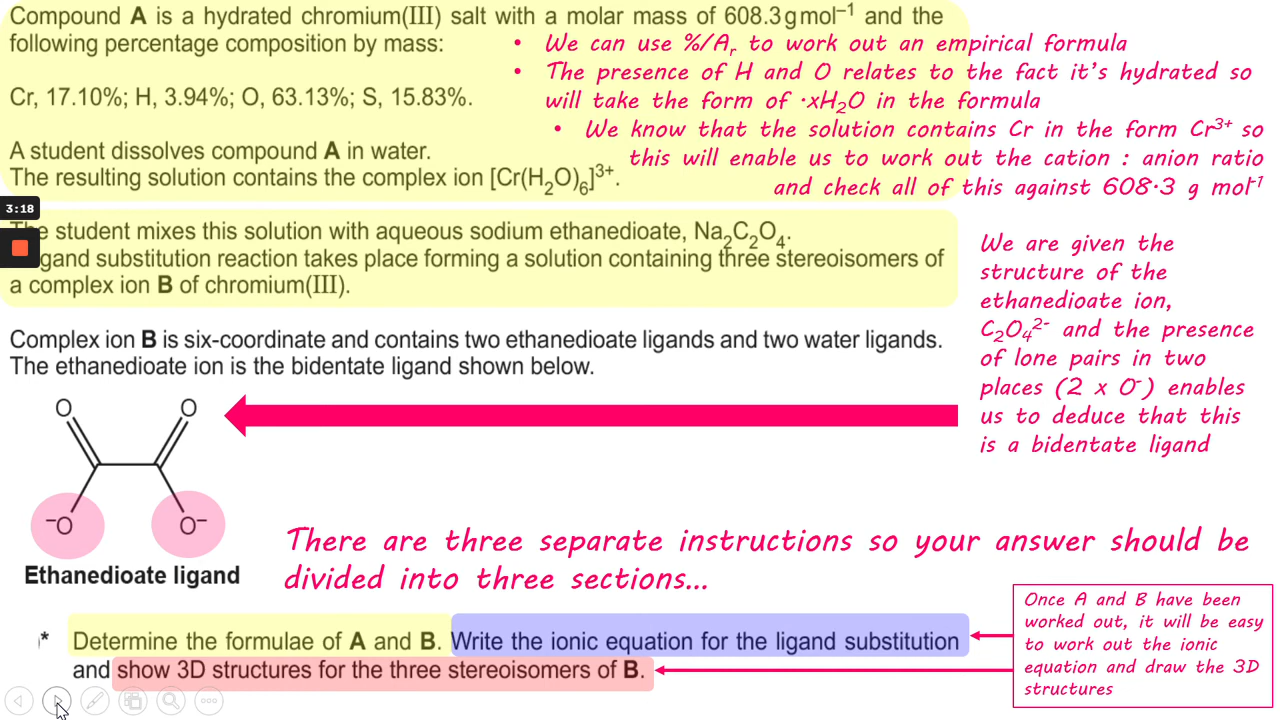 Compound A is a hydrated chromium(III) salt with a molar mass of 608.3 g mol⁻¹ and the
following percentage composition by mass:
• We can use %/Aᵣ to work out an empirical formula
• The presence of H and O relates to the fact it's hydrated so
will take the form of ·xH₂O in the formula
Cr, 17.10%; H, 3.94%; O, 63.13%; S, 15.83%.
• We know that the solution contains Cr in the form Cr³⁺ so
this will enable us to work out the cation : anion ratio
and check all of this against 608·3 g mol⁻¹
A student dissolves compound A in water.
The resulting solution contains the complex ion [Cr(H₂O)₆]³⁺.
3:18
The student mixes this solution with aqueous sodium ethanedioate, Na₂C₂O₄.
gand substitution reaction takes place forming a solution containing three stereoisomers of
a complex ion B of chromium(III).
We are given the
structure of the
ethanedioate ion,
C₂O₄²⁻ and the presence
of lone pairs in two
places (2 x O⁻) enables
us to deduce that this
is a bidentate ligand
Complex ion B is six-coordinate and contains two ethanedioate ligands and two water ligands.
The ethanedioate ion is the bidentate ligand shown below.
O O
⁻O O⁻
Ethanedioate ligand
There are three separate instructions so your answer should be
divided into three sections...
* Determine the formulae of A and B. Write the ionic equation for the ligand substitution
and show 3D structures for the three stereoisomers of B.
Once A and B have been
worked out, it will be easy
to work out the ionic
equation and draw the 3D
structures